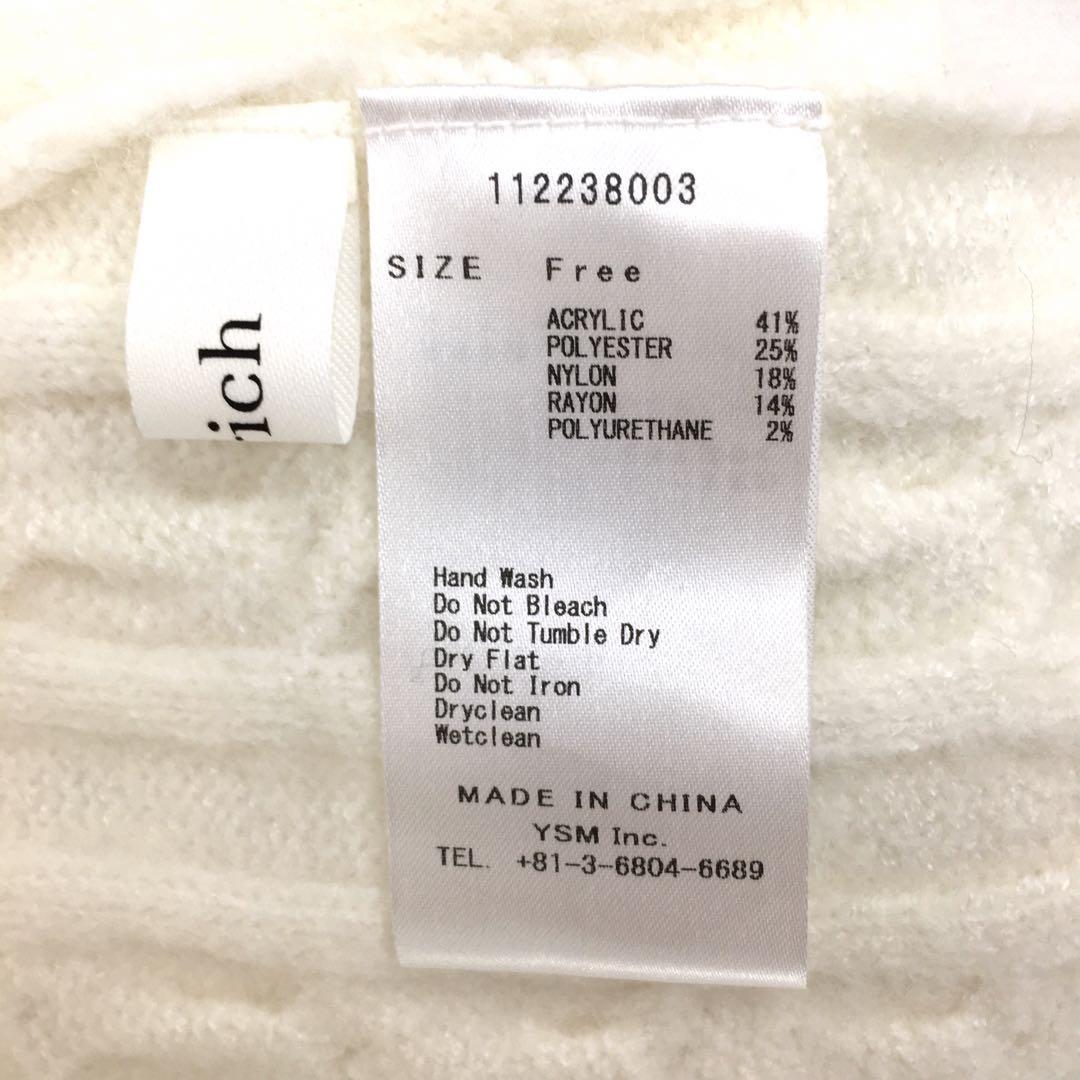 rich
112238003
SIZE Free
ACRYLIC 41%
POLYESTER 25%
NYLON 18%
RAYON 14%
POLYURETHANE 2%
Hand Wash
Do Not Bleach
Do Not Tumble Dry
Dry Flat
Do Not Iron
Dryclean
Wetclean
MADE IN CHINA
YSM Inc.
TEL. +81-3-6804-6689